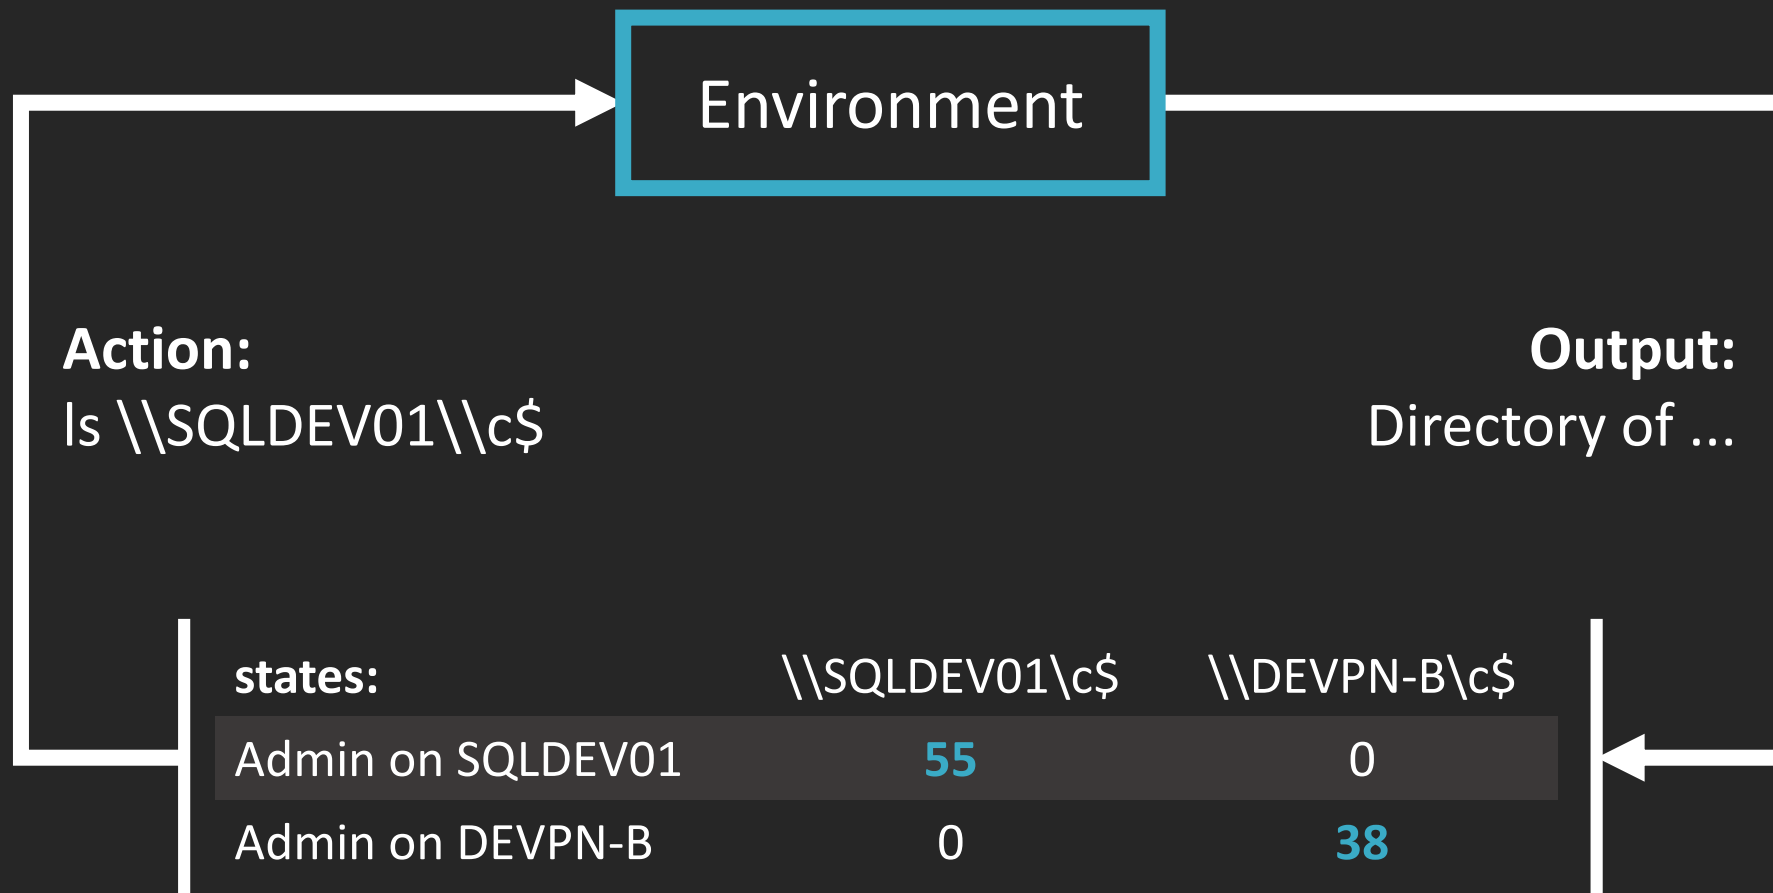 Environment
Action:
ls \\SQLDEV01\\c$
Output:
Directory of ...
states: \\SQLDEV01\c$ \\DEVPN-B\c$
Admin on SQLDEV01 55 0
Admin on DEVPN-B 0 38